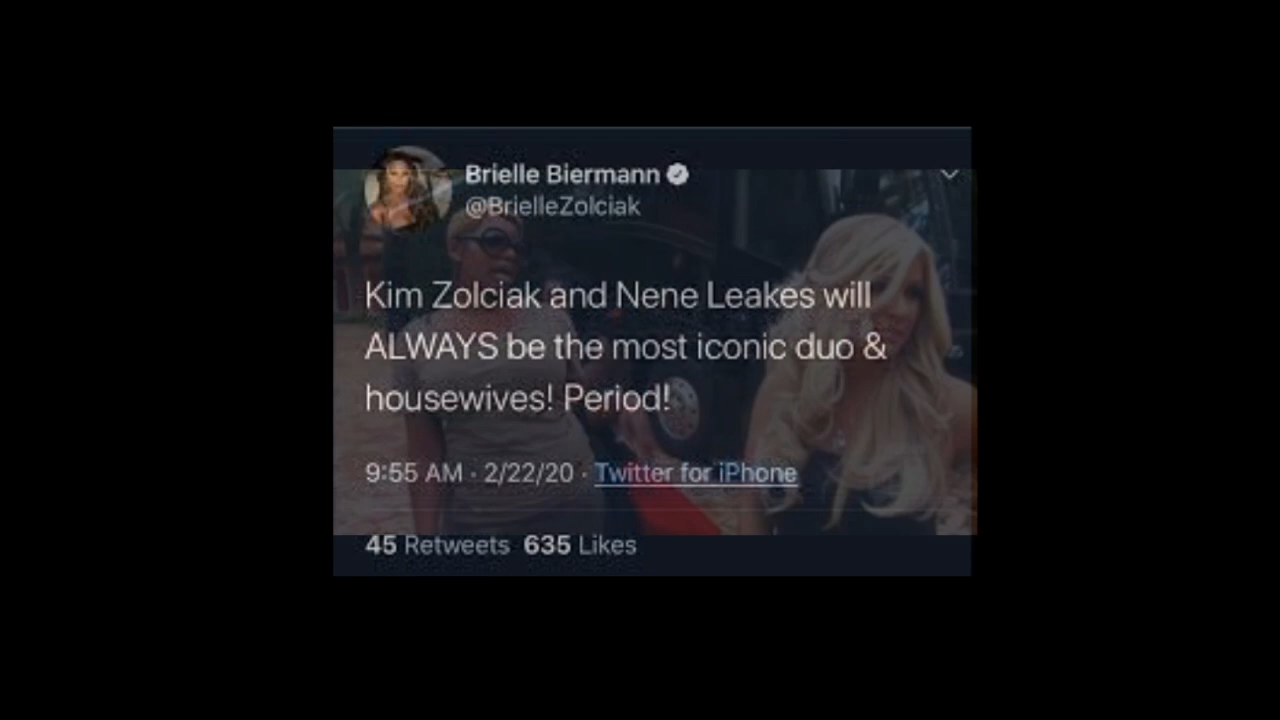 Brielle Biermann
@BrielleZolciak
Kim Zolciak and Nene Leakes will
ALWAYS be the most iconic duo &
housewives! Period!
9:55 AM · 2/22/20 · Twitter for iPhone
45 Retweets 635 Likes